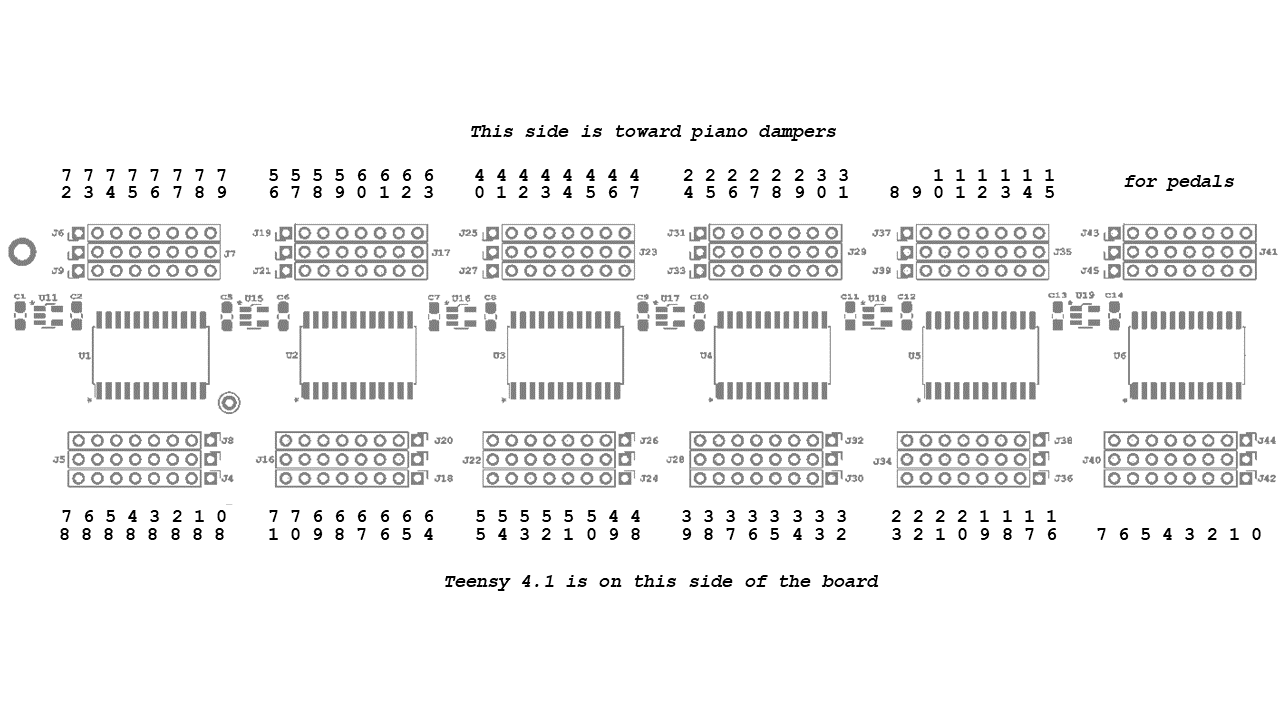 This side is toward piano dampers
7 7 7 7 7 7 7 7 5 5 5 5 6 6 6 6 4 4 4 4 4 4 4 4 2 2 2 2 2 2 3 3 1 1 1 1 1 1
2 3 4 5 6 7 8 9 6 7 8 9 0 1 2 3 0 1 2 3 4 5 6 7 4 5 6 7 8 9 0 1 8 9 0 1 2 3 4 5 for pedals
J6 J19 J25 J31 J37 J43
J7 J17 J23 J29 J35 J41
J9 J21 J27 J33 J39 J45
C1 * U11 C2 C5 * U15 C6 C7 * U16 C8 C9 * U17 C10 C11 * U18 C12 C13 * U19 C14
U1 U2 U3 U4 U5 U6
* * * * * *
J8 J20 J26 J32 J38 J44
J5 J16 J22 J28 J34 J40
J4 J18 J24 J30 J36 J42
7 6 5 4 3 2 1 0 7 7 6 6 6 6 6 6 5 5 5 5 5 5 4 4 3 3 3 3 3 3 3 3 2 2 2 2 1 1 1 1
8 8 8 8 8 8 8 8 1 0 9 8 7 6 5 4 5 4 3 2 1 0 9 8 9 8 7 6 5 4 3 2 3 2 1 0 9 8 7 6 7 6 5 4 3 2 1 0
Teensy 4.1 is on this side of the board